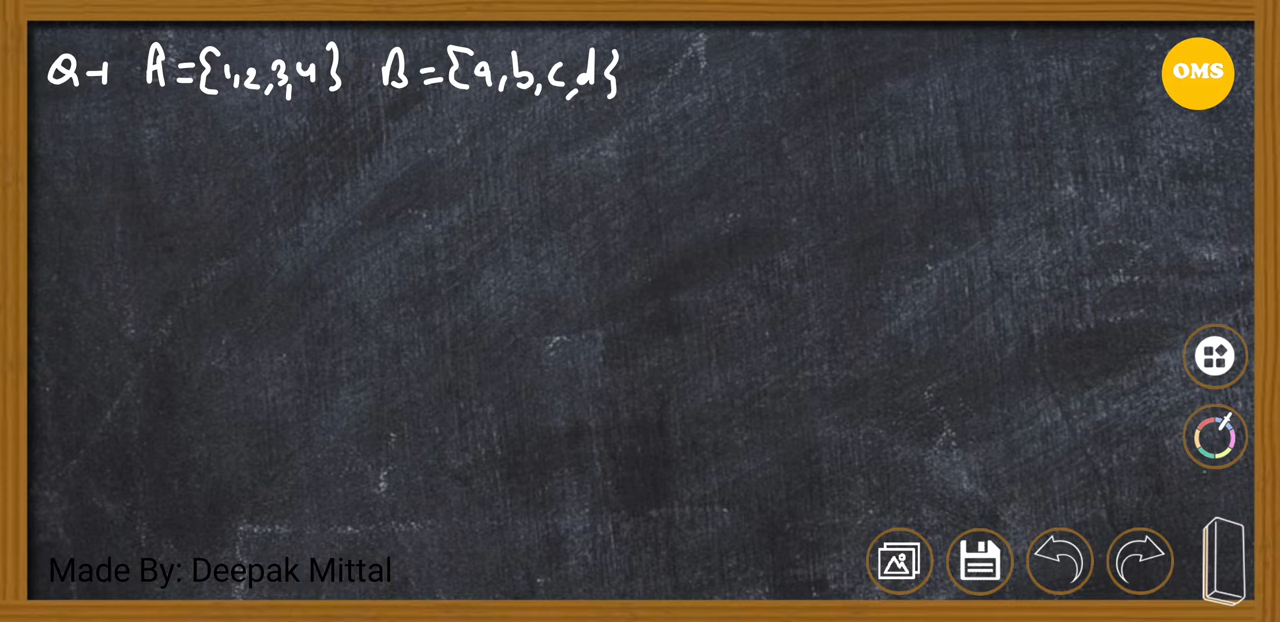 Q-1 A={1,2,3,4} B={a,b,c,d}
OMS
Made By: Deepak Mittal